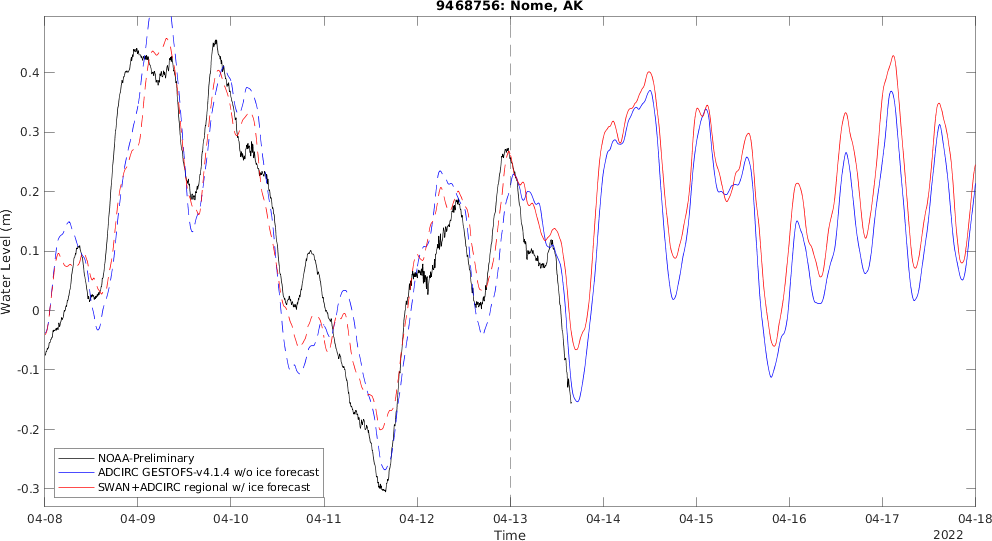 9468756: Nome, AK
Water Level (m)
0.4
0.3
0.2
0.1
0
-0.1
-0.2
-0.3
NOAA-Preliminary
ADCIRC GESTOFS-v4.1.4 w/o ice forecast
SWAN+ADCIRC regional w/ ice forecast
04-08 04-09 04-10 04-11 04-12 04-13 04-14 04-15 04-16 04-17 04-18
Time
2022